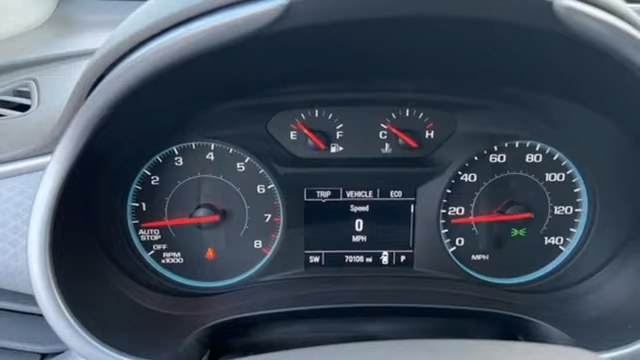 E F
C H
1 2 3 4 5 6 7 8
AUTO
STOP
OFF
RPM
x1000
TRIP VEHICLE ECO
Speed
0
MPH
SW 70106 mi P
0 20 40 60 80 100 120 140
MPH